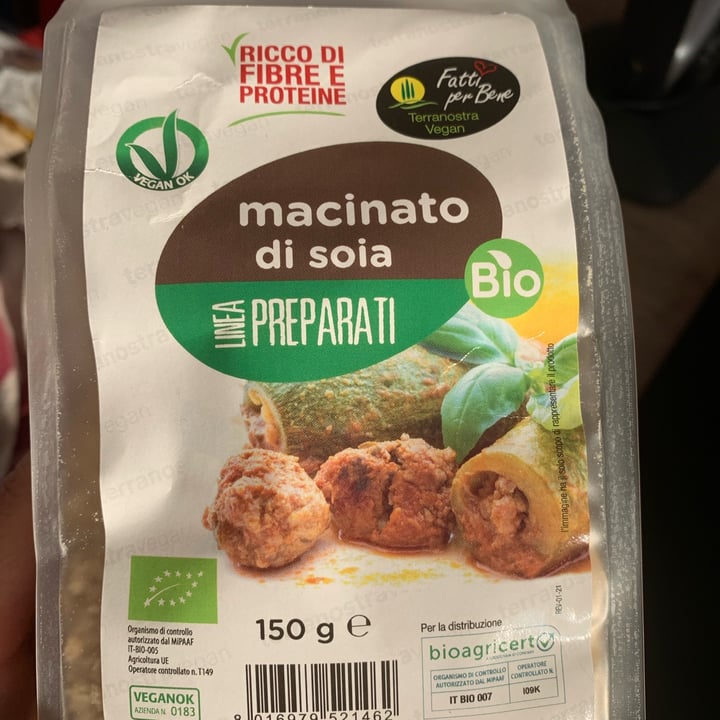 RICCO DI
FIBRE E
PROTEINE
Fatti
per Bene
Terranostra
Vegan
VEGAN OK
macinato
di soia
Bio
LINEA
PREPARATI
l'immagine ha il solo scopo di rappresentare il prodotto
REV-01-21
150 g e
Organismo di controllo
autorizzato dal MiPAAF
IT-BIO-005
Agricoltura UE
Operatore controllato n. T149
VEGANOK
AZIENDA N. 0183
8 016979 521462
Per la distribuzione
bioagricert
ORGANISMO DI CONTROLLO
AUTORIZZATO DAL MIPAAF
IT BIO 007
OPERATORE
CONTROLLATO N.
I09K